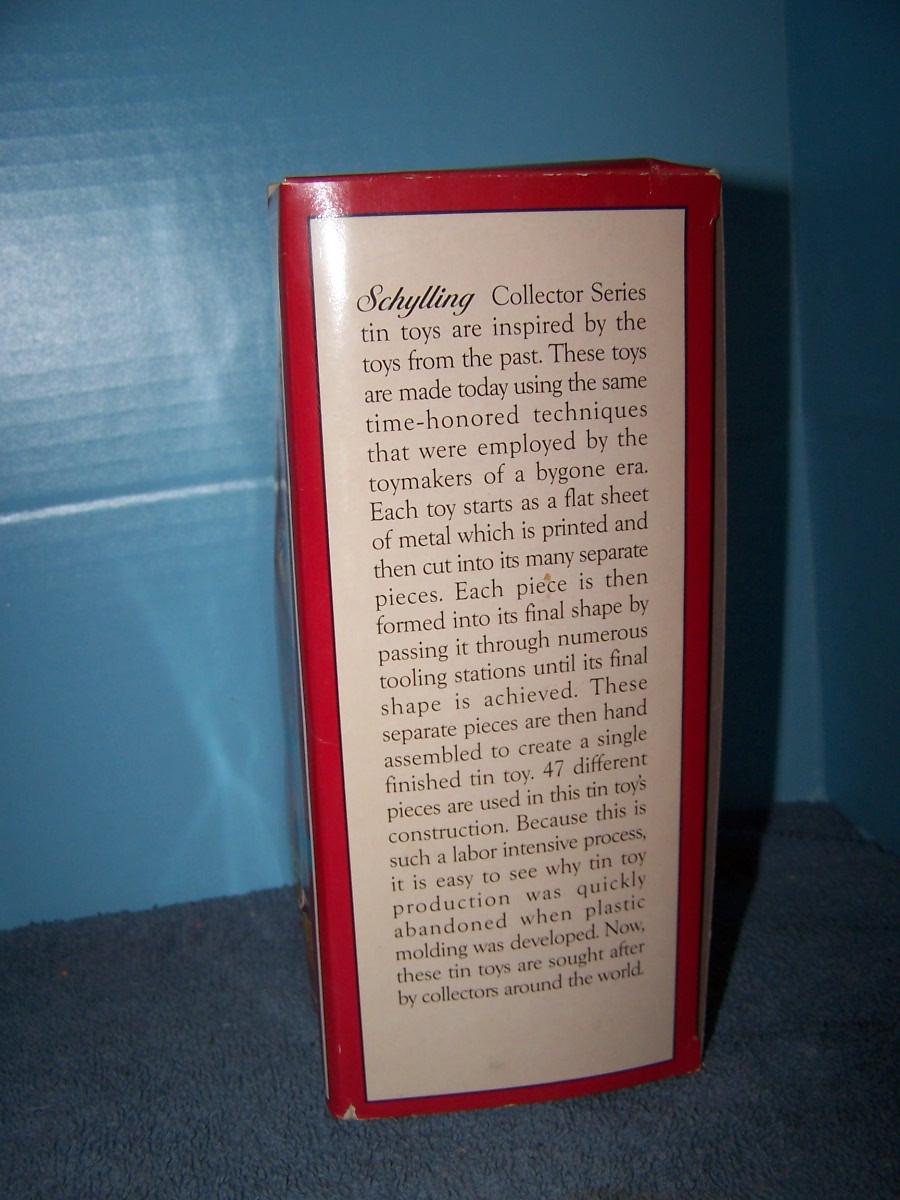 Schylling Collector Series
tin toys are inspired by the
toys from the past. These toys
are made today using the same
time-honored techniques
that were employed by the
toymakers of a bygone era.
Each toy starts as a flat sheet
of metal which is printed and
then cut into its many separate
pieces. Each piece is then
formed into its final shape by
passing it through numerous
tooling stations until its final
shape is achieved. These
separate pieces are then hand
assembled to create a single
finished tin toy. 47 different
pieces are used in this tin toy's
construction. Because this is
such a labor intensive process,
it is easy to see why tin toy
production was quickly
abandoned when plastic
molding was developed. Now,
these tin toys are sought after
by collectors around the world.